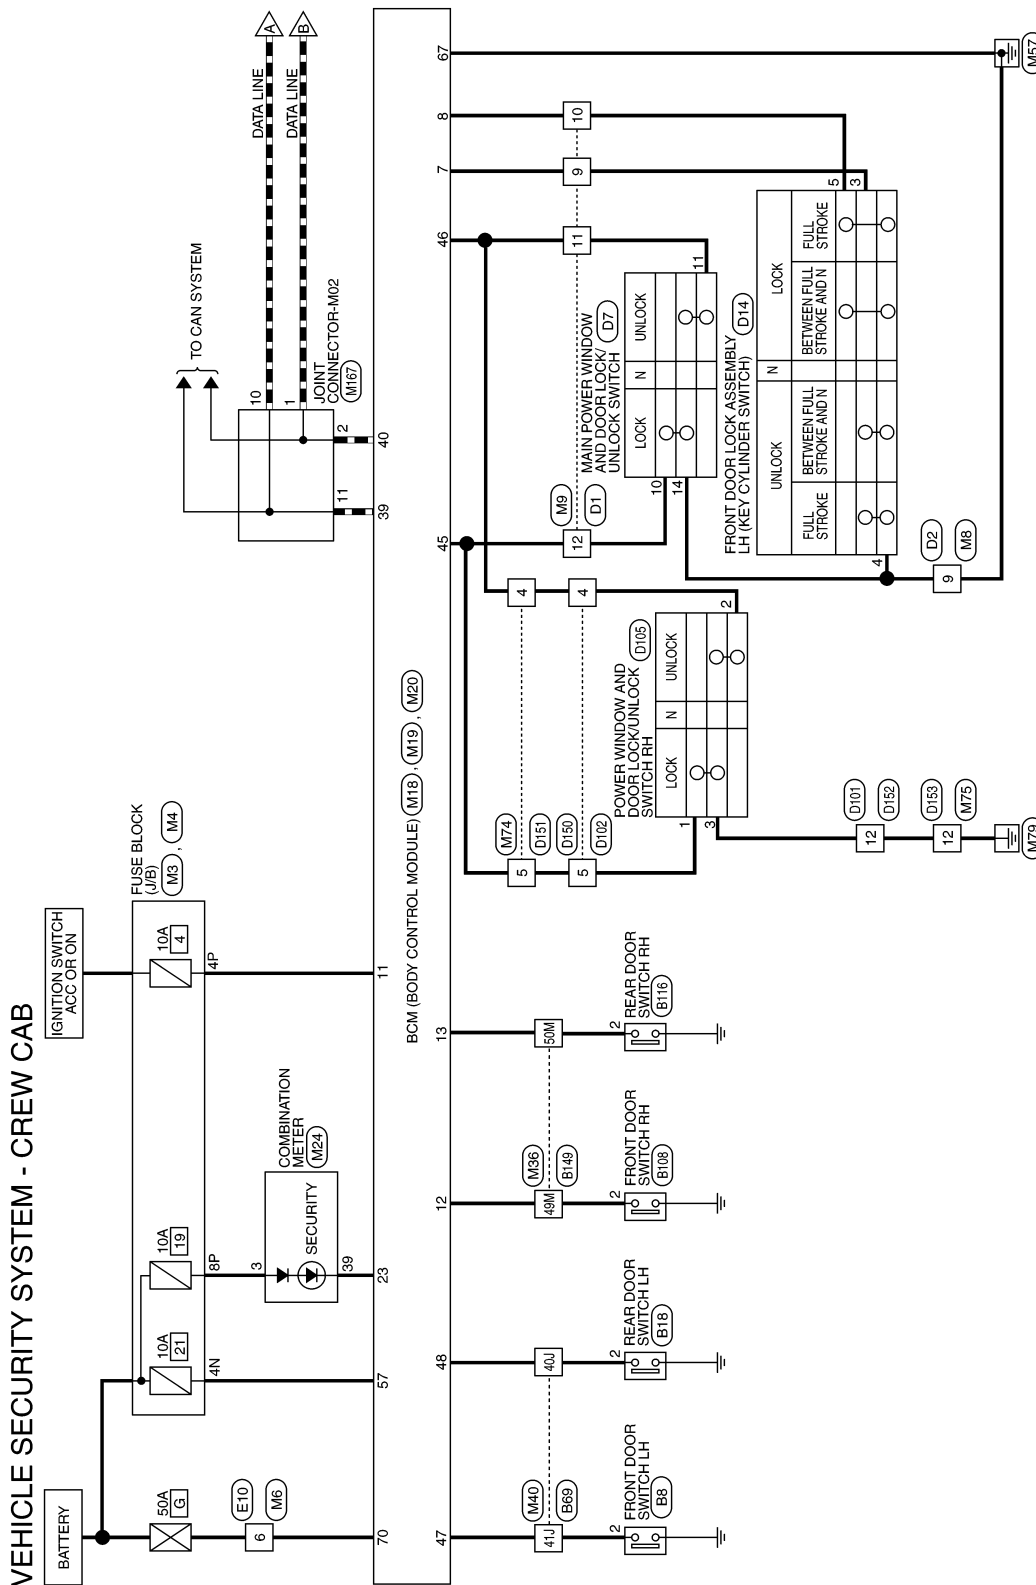 VEHICLE SECURITY SYSTEM - CREW CAB
BATTERY
IGNITION SWITCH
ACC OR ON
50A
G
10A
21
10A
19
10A
4
FUSE BLOCK
(J/B)
M3 , M4
4N
8P
4P
E10
6
M6
3
SECURITY
39
COMBINATION
METER
M24
TO CAN SYSTEM
DATA LINE
A
DATA LINE
B
10
1
JOINT
CONNECTOR-M02
M167
11
2
70
57
23
11
39
40
BCM (BODY CONTROL MODULE) M18 , M19 , M20
47
48
12
13
45
46
7
8
67
M40
41J
B69
40J
M36
49M
B149
50M
2
FRONT DOOR
SWITCH LH
B8
2
REAR DOOR
SWITCH LH
B18
2
FRONT DOOR
SWITCH RH
B108
2
REAR DOOR
SWITCH RH
B116
M74
5
D151
4
D150
5
D102
4
POWER WINDOW AND
DOOR LOCK/UNLOCK
SWITCH RH
D105
LOCK
N
UNLOCK
1
3
2
D101
12
D152
D153
12
M75
M79
M9
12
D1
11
9
10
MAIN POWER WINDOW
AND DOOR LOCK/
UNLOCK SWITCH
D7
LOCK
N
UNLOCK
10
14
11
FRONT DOOR LOCK ASSEMBLY
LH (KEY CYLINDER SWITCH)
D14
UNLOCK
N
LOCK
FULL
STROKE
BETWEEN FULL
STROKE AND N
BETWEEN FULL
STROKE AND N
FULL
STROKE
4
5
3
D2
9
M8
M57